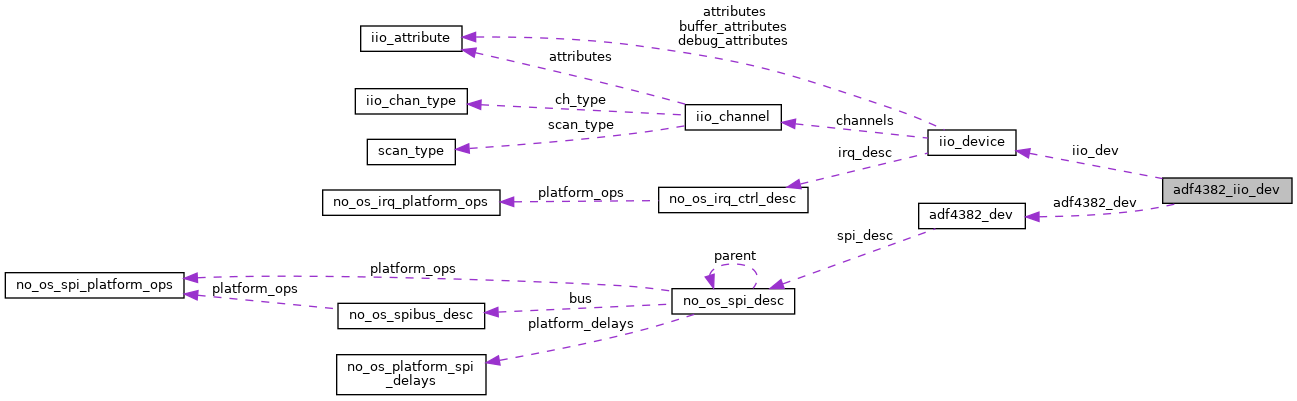 attributes
buffer_attributes
debug_attributes
iio_attribute
attributes
iio_chan_type
ch_type
iio_channel
channels
scan_type
scan_type
iio_device
iio_dev
irq_desc
adf4382_iio_dev
no_os_irq_platform_ops
platform_ops
no_os_irq_ctrl_desc
adf4382_dev
adf4382_dev
spi_desc
parent
platform_ops
no_os_spi_platform_ops
platform_ops
bus
no_os_spi_desc
no_os_spibus_desc
platform_delays
no_os_platform_spi
_delays